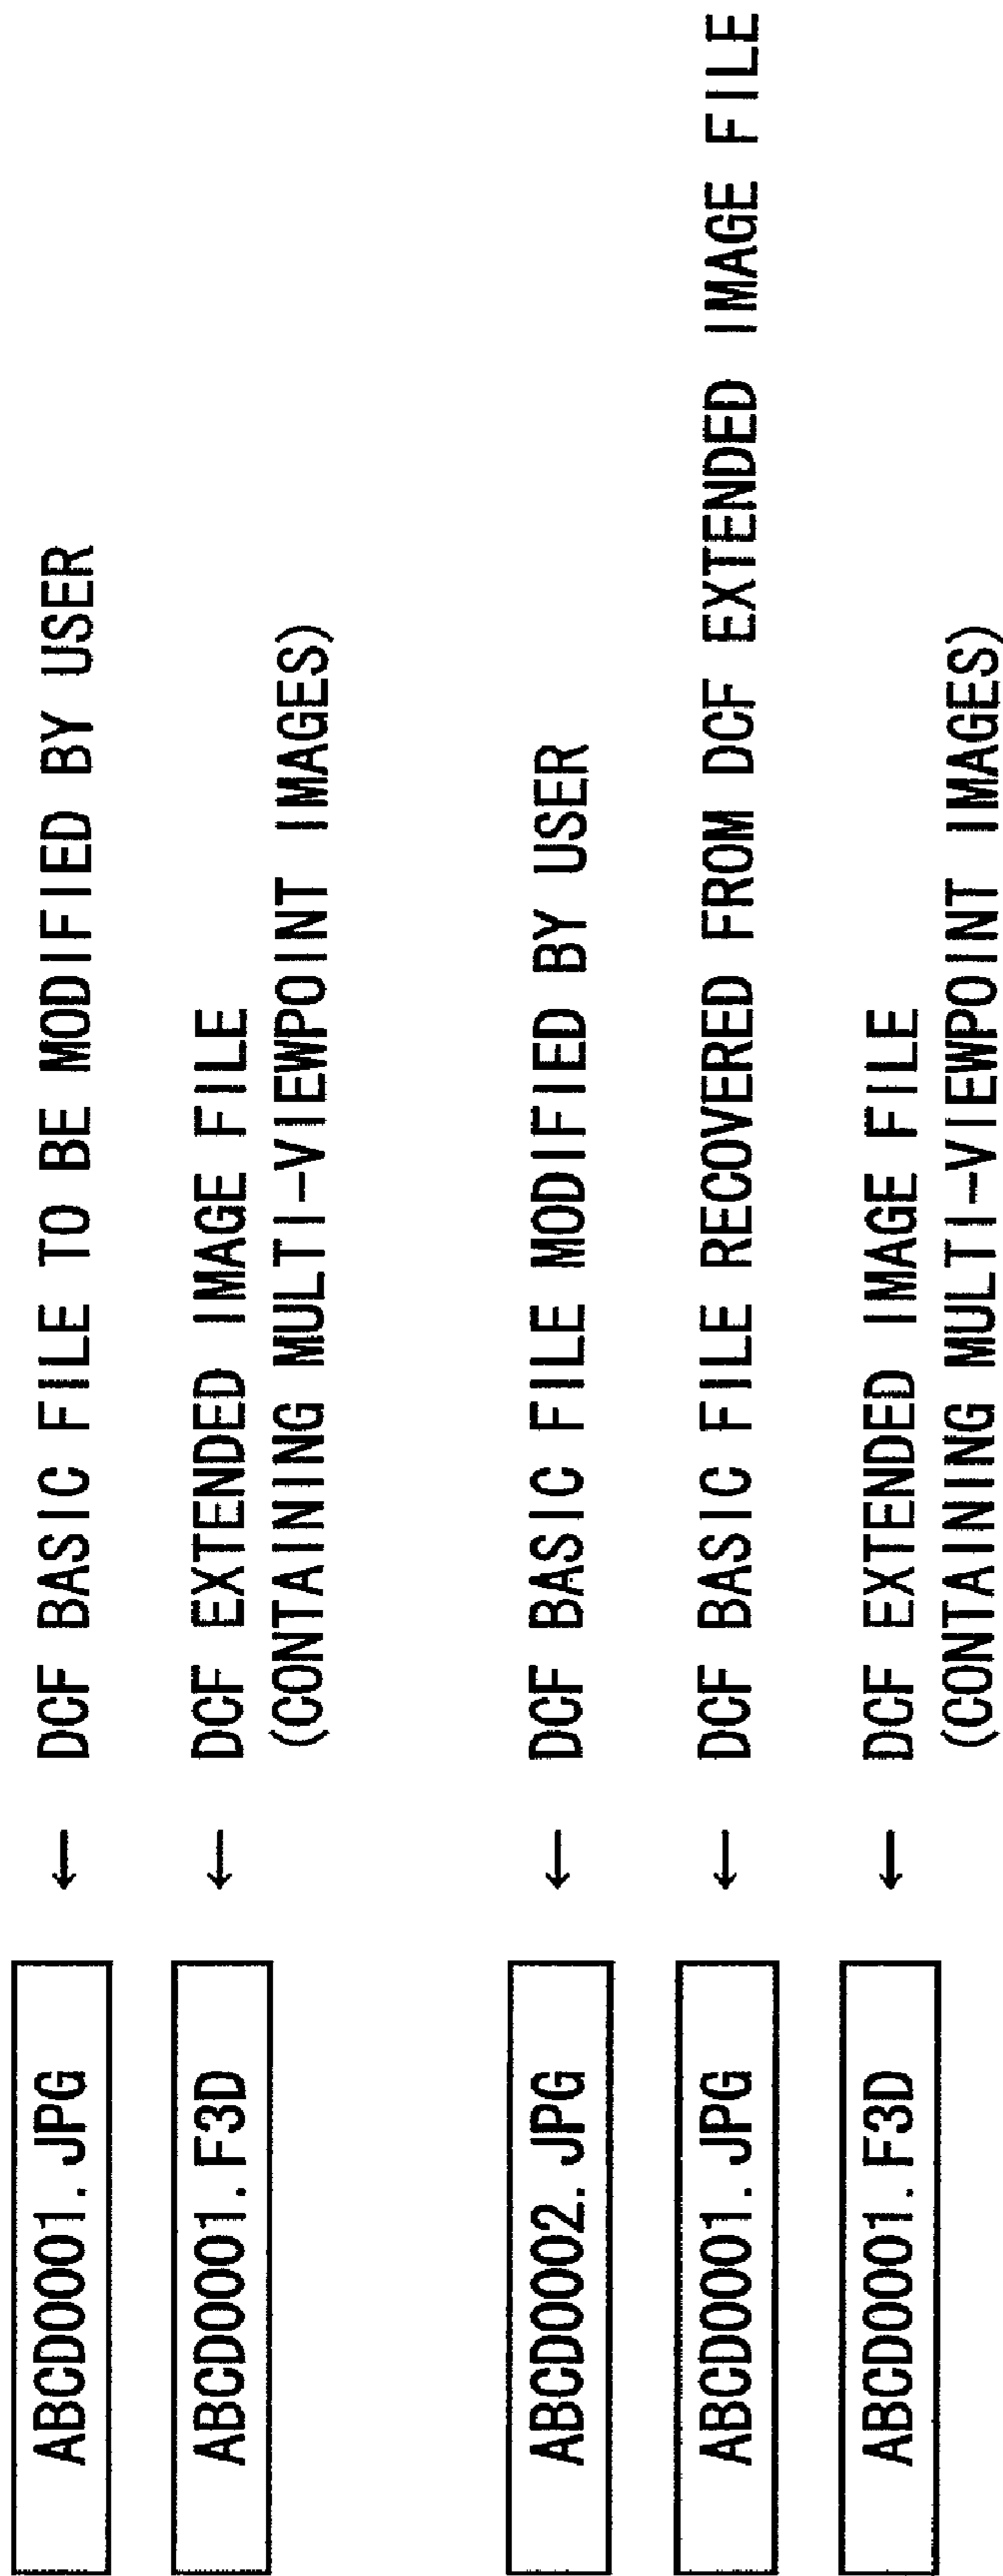 ABCD0001.JPG ← DCF BASIC FILE TO BE MODIFIED BY USER
ABCD0001.F3D ← DCF EXTENDED IMAGE FILE
(CONTAINING MULTI-VIEWPOINT IMAGES)
ABCD0002.JPG ← DCF BASIC FILE MODIFIED BY USER
ABCD0001.JPG ← DCF BASIC FILE RECOVERED FROM DCF EXTENDED IMAGE FILE
ABCD0001.F3D ← DCF EXTENDED IMAGE FILE
(CONTAINING MULTI-VIEWPOINT IMAGES)